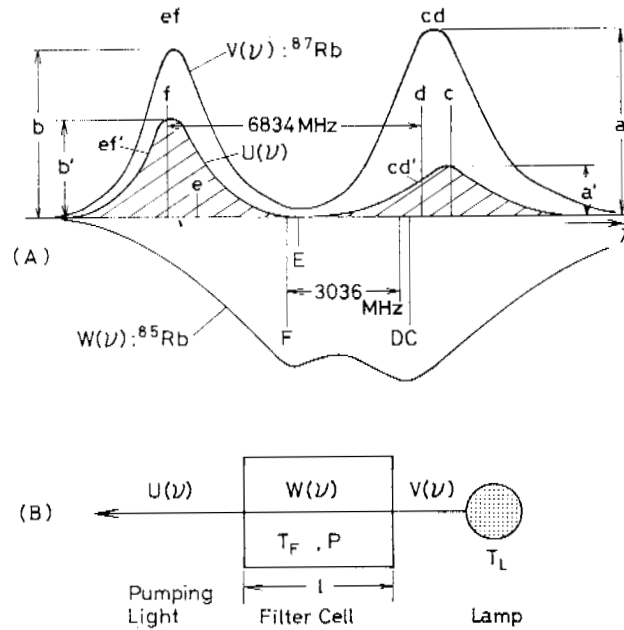 ef
cd
V(ν) : ⁸⁷Rb
f
d
c
b
6834 MHz
a
b'
ef'
U(ν)
cd'
e
a'
E
(A)
3036
MHz
W(ν) : ⁸⁵Rb
F
DC
U(ν)
W(ν)
V(ν)
(B)
T_F , P
T_L
l
Pumping
Light
Filter Cell
Lamp